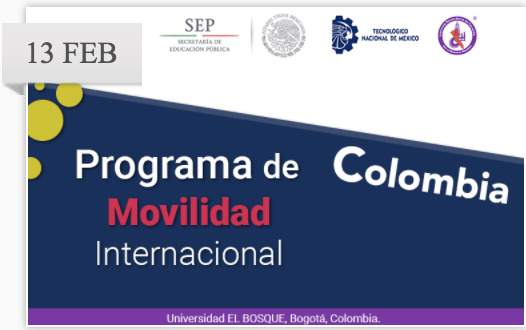 13 FEB
SEP
SECRETARÍA DE
EDUCACIÓN PÚBLICA
TECNOLÓGICO
NACIONAL DE MÉXICO
Programa de
Movilidad
Internacional
Colombia
Universidad EL BOSQUE, Bogotá, Colombia.